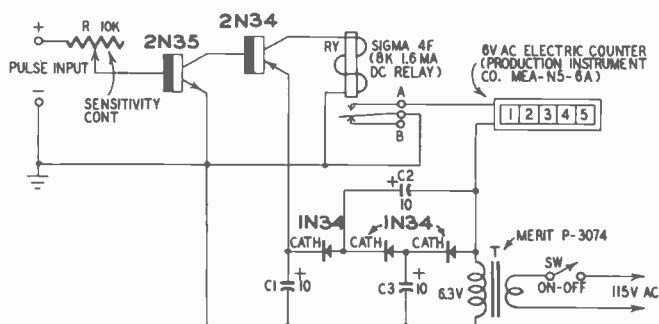 +
R 10K
PULSE INPUT
SENSITIVITY
CONT
−
2N35
2N34
RY
SIGMA 4F
(8K 1.6 MA
DC RELAY)
A
B
6V AC ELECTRIC COUNTER
(PRODUCTION INSTRUMENT
CO. MEA-N5-6A)
1 2 3 4 5
+ C2
10
1N34
1N34
CATH
CATH
CATH
C1
+
10
C3
+
10
6.3V
T
MERIT P-3074
SW
ON-OFF
115V AC